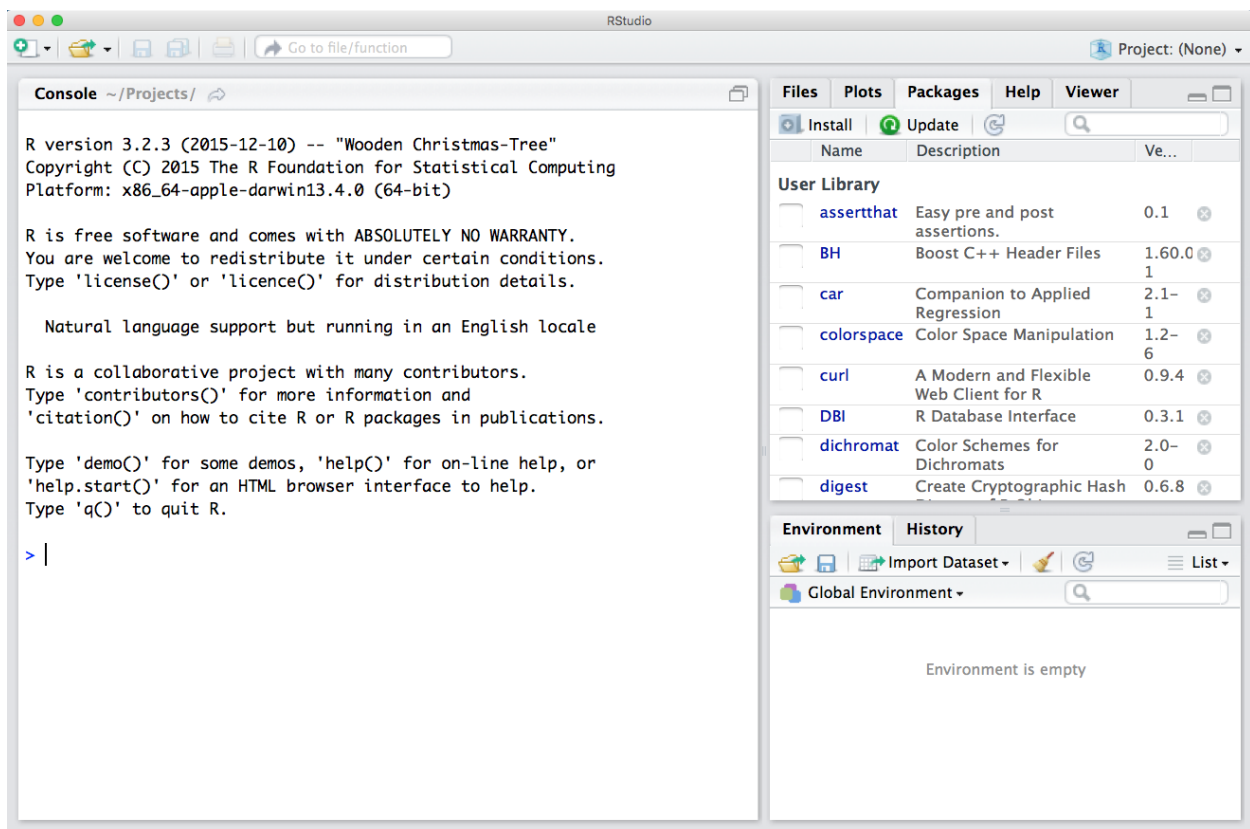 RStudio
Go to file/function
Project: (None)
Console ~/Projects/
R version 3.2.3 (2015-12-10) -- "Wooden Christmas-Tree"
Copyright (C) 2015 The R Foundation for Statistical Computing
Platform: x86_64-apple-darwin13.4.0 (64-bit)
R is free software and comes with ABSOLUTELY NO WARRANTY.
You are welcome to redistribute it under certain conditions.
Type 'license()' or 'licence()' for distribution details.
Natural language support but running in an English locale
R is a collaborative project with many contributors.
Type 'contributors()' for more information and
'citation()' on how to cite R or R packages in publications.
Type 'demo()' for some demos, 'help()' for on-line help, or
'help.start()' for an HTML browser interface to help.
Type 'q()' to quit R.
>
Files Plots Packages Help Viewer
Install Update
Name Description Ve...
User Library
assertthat Easy pre and post 0.1
assertions.
BH Boost C++ Header Files 1.60.0
1
car Companion to Applied 2.1-
Regression 1
colorspace Color Space Manipulation 1.2-
6
curl A Modern and Flexible 0.9.4
Web Client for R
DBI R Database Interface 0.3.1
dichromat Color Schemes for 2.0-
Dichromats 0
digest Create Cryptographic Hash 0.6.8
Environment History
Import Dataset List
Global Environment
Environment is empty